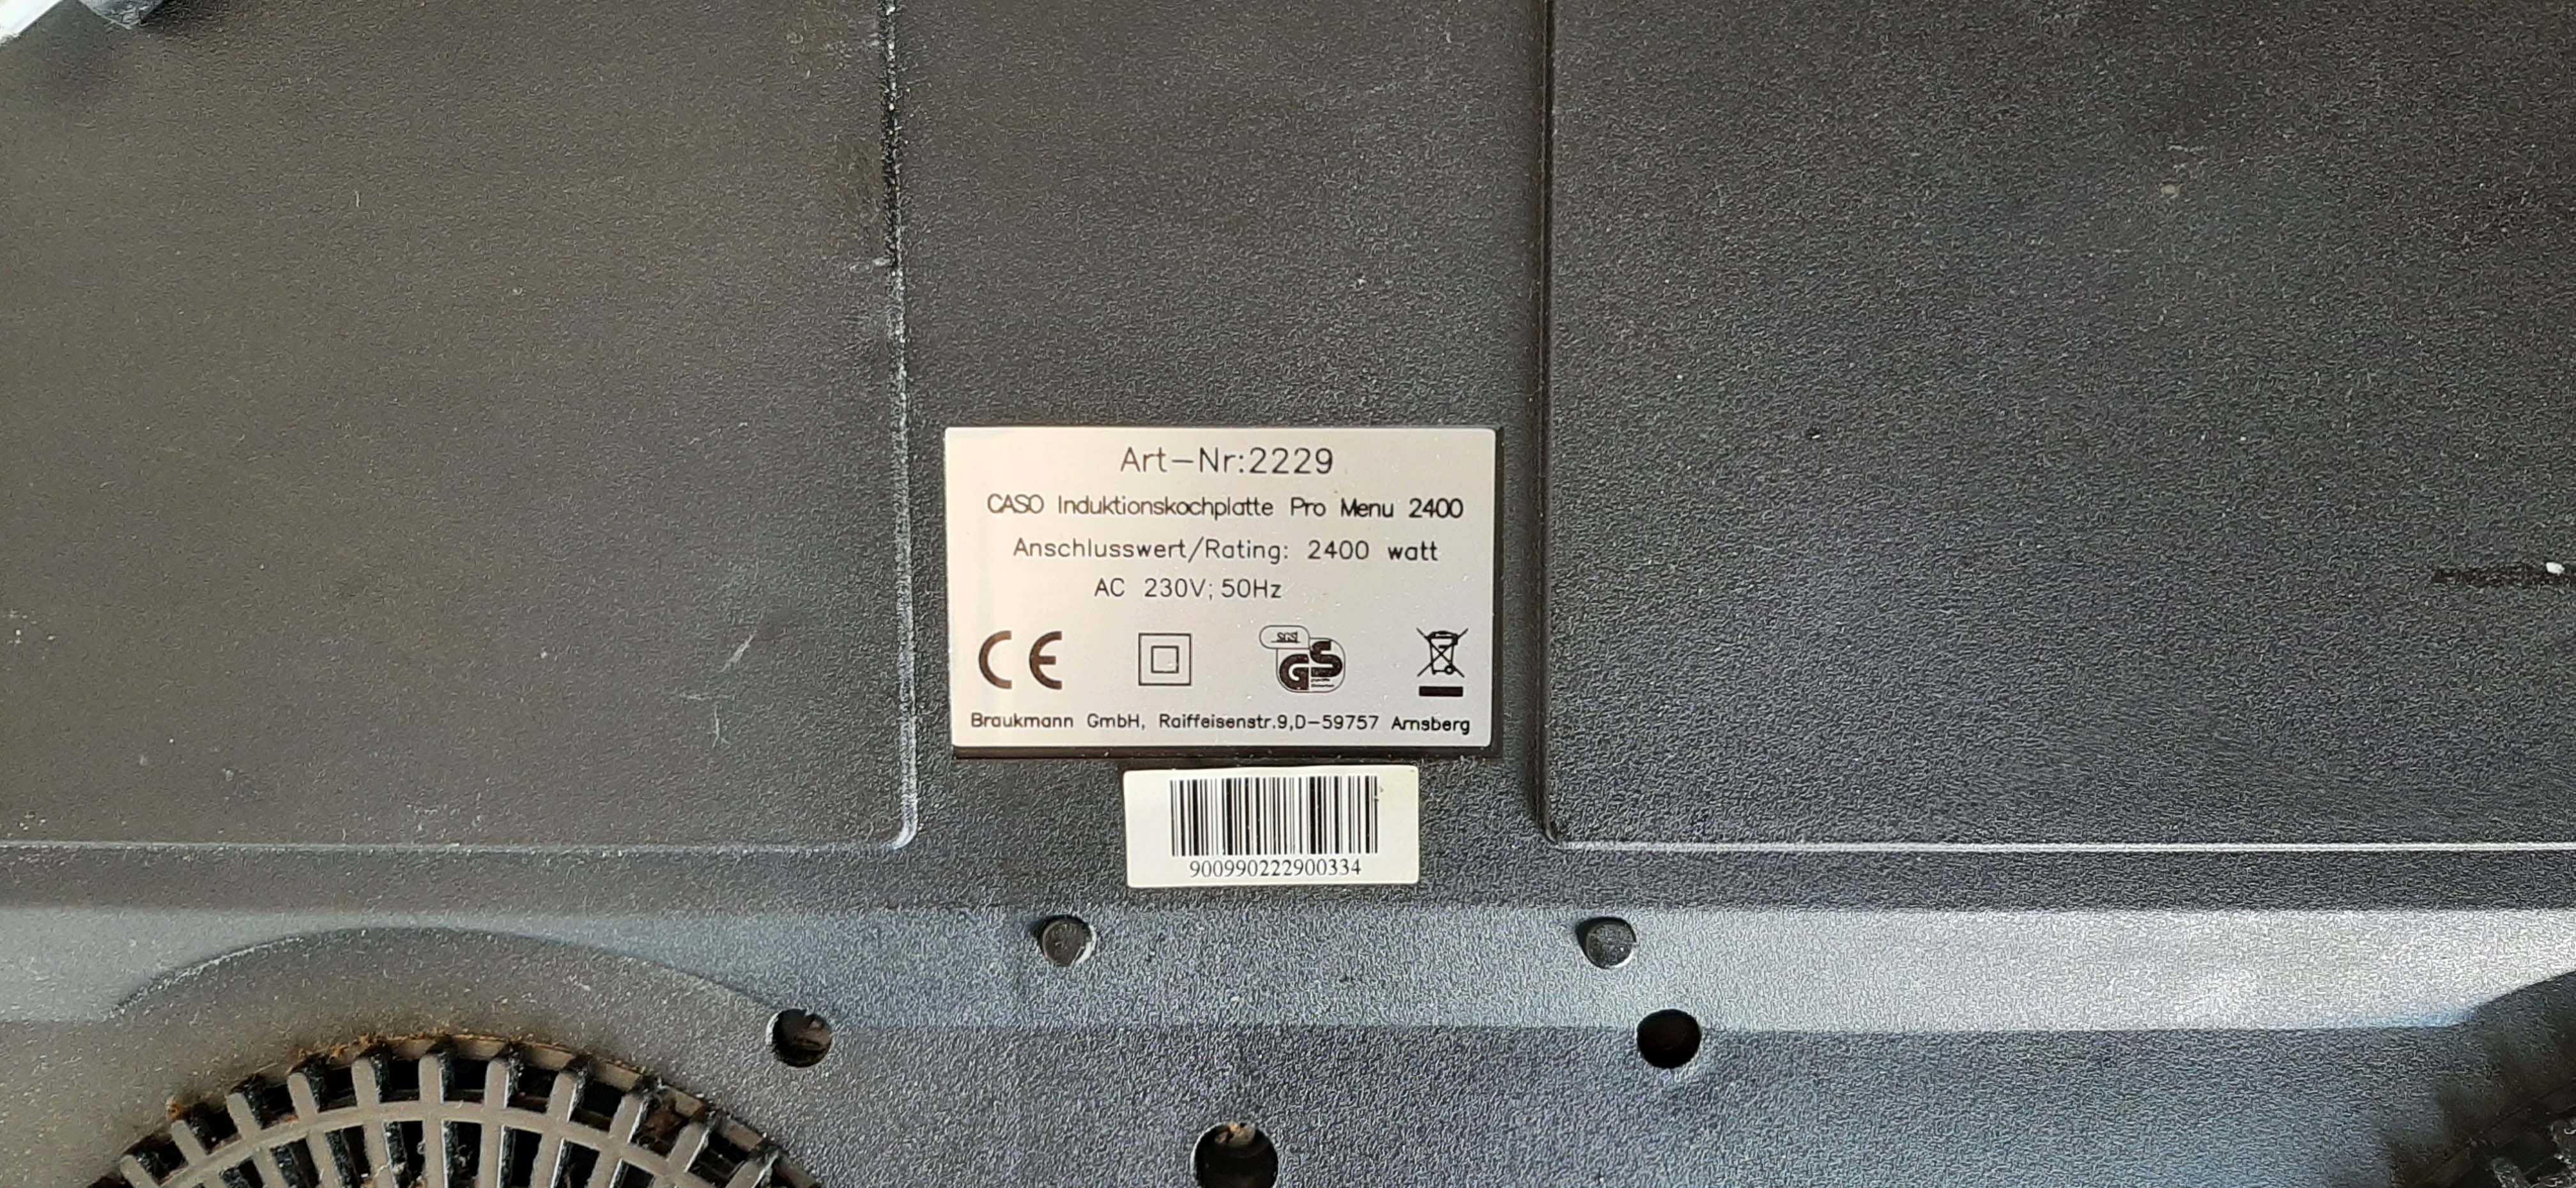 Art-Nr:2229
CASO Induktionskochplatte Pro Menu 2400
Anschlusswert/Rating: 2400 watt
AC 230V; 50Hz
CE
SGS
GS
Braukmann GmbH, Raiffeisenstr.9,D-59757 Arnsberg
900990222900334